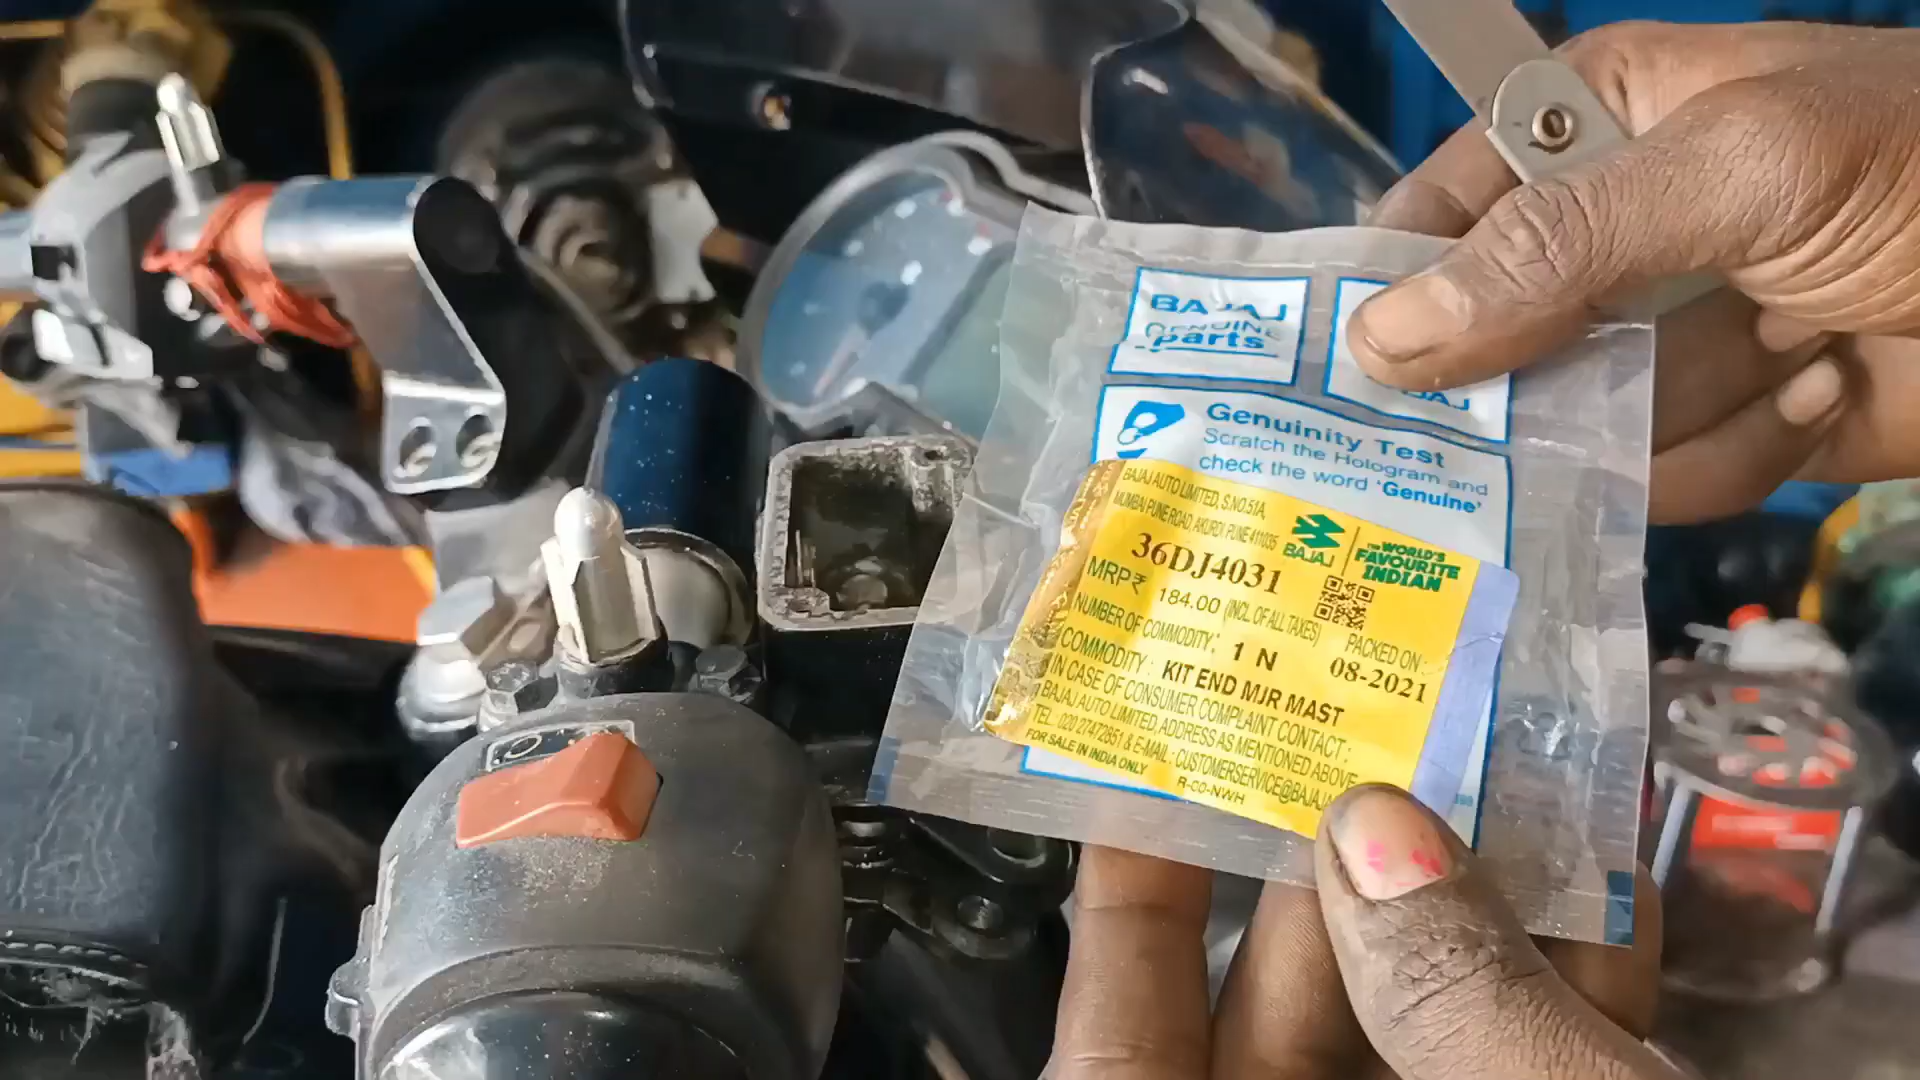 BAJAJ
GENUINE
parts
BAJAJ
Genuinity Test
Scratch the Hologram and
check the word 'Genuine'
BAJAJ AUTO LIMITED, S.NO.51A,
MUMBAI PUNE ROAD, AKURDI, PUNE 411035
BAJAJ
THE WORLD'S
FAVOURITE
INDIAN
36DJ4031
MRP₹ 184.00 (INCL. OF ALL TAXES)
NUMBER OF COMMODITY: 1 N
PACKED ON:
08-2021
COMMODITY : KIT END MJR MAST
IN CASE OF CONSUMER COMPLAINT CONTACT :
BAJAJ AUTO LIMITED, ADDRESS AS MENTIONED ABOVE
TEL. 020 27472851 & E-MAIL : CUSTOMERSERVICE@BAJAJA
FOR SALE IN INDIA ONLY
R-CO-NWH